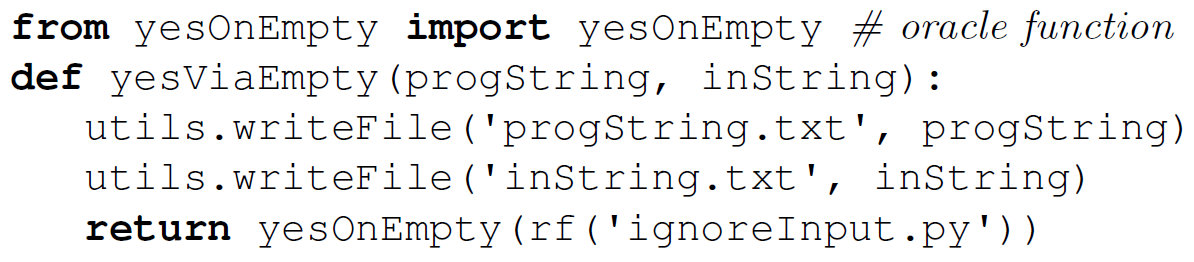 from yesOnEmpty import yesOnEmpty # oracle function
def yesViaEmpty(progString, inString):
    utils.writeFile('progString.txt', progString)
    utils.writeFile('inString.txt', inString)
    return yesOnEmpty(rf('ignoreInput.py'))